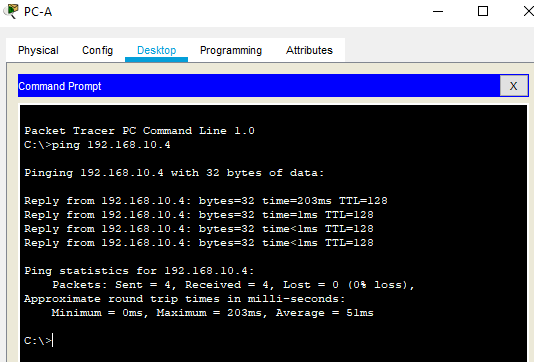 PC-A
Physical Config Desktop Programming Attributes
Command Prompt
X
Packet Tracer PC Command Line 1.0
C:\>ping 192.168.10.4
Pinging 192.168.10.4 with 32 bytes of data:
Reply from 192.168.10.4: bytes=32 time=203ms TTL=128
Reply from 192.168.10.4: bytes=32 time=1ms TTL=128
Reply from 192.168.10.4: bytes=32 time<1ms TTL=128
Reply from 192.168.10.4: bytes=32 time<1ms TTL=128
Ping statistics for 192.168.10.4:
Packets: Sent = 4, Received = 4, Lost = 0 (0% loss),
Approximate round trip times in milli-seconds:
Minimum = 0ms, Maximum = 203ms, Average = 51ms
C:\>